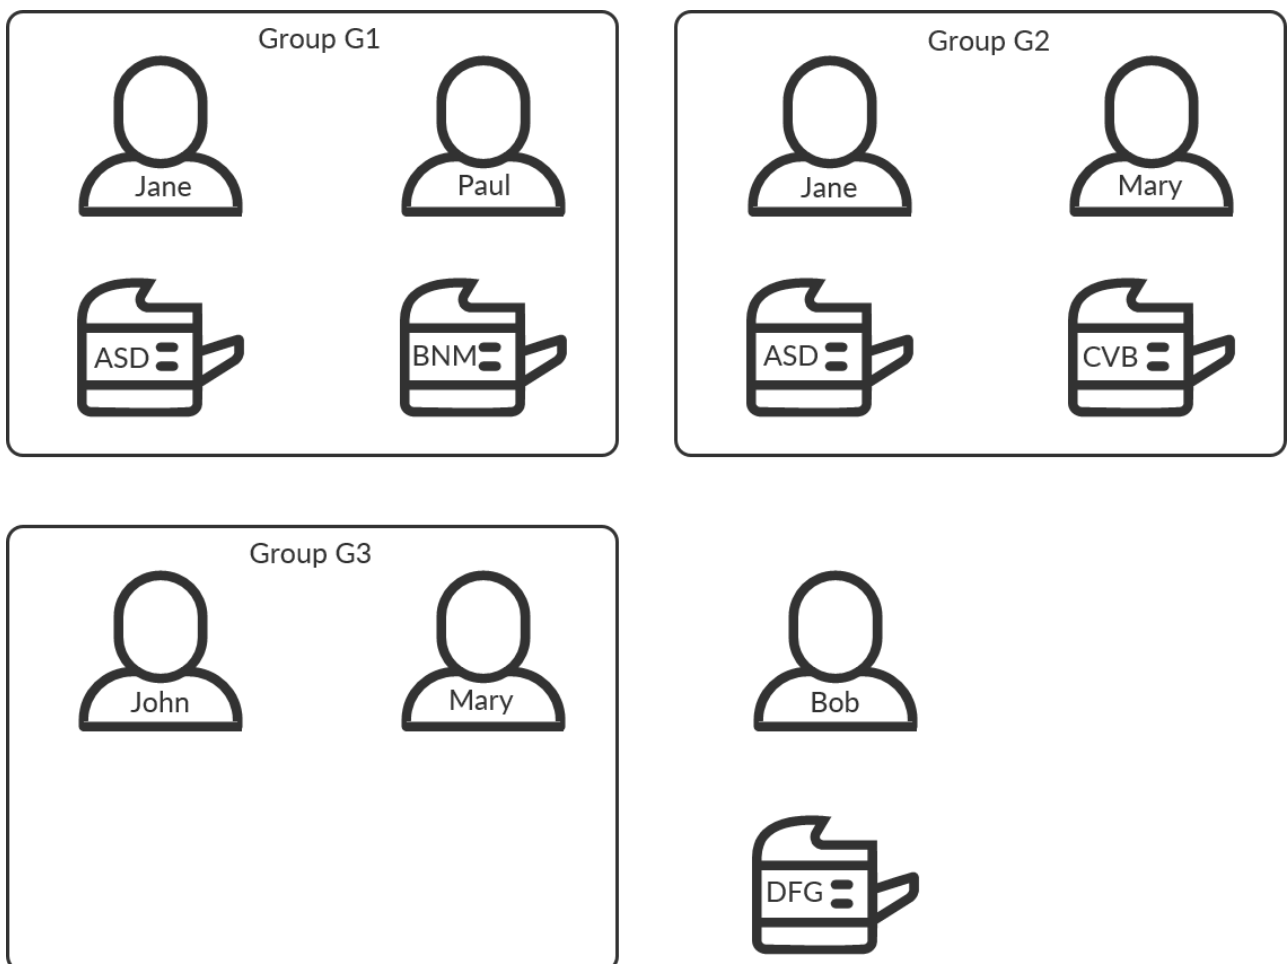 Group G1
Jane
Paul
ASD
BNM
Group G2
Jane
Mary
ASD
CVB
Group G3
John
Mary
Bob
DFG